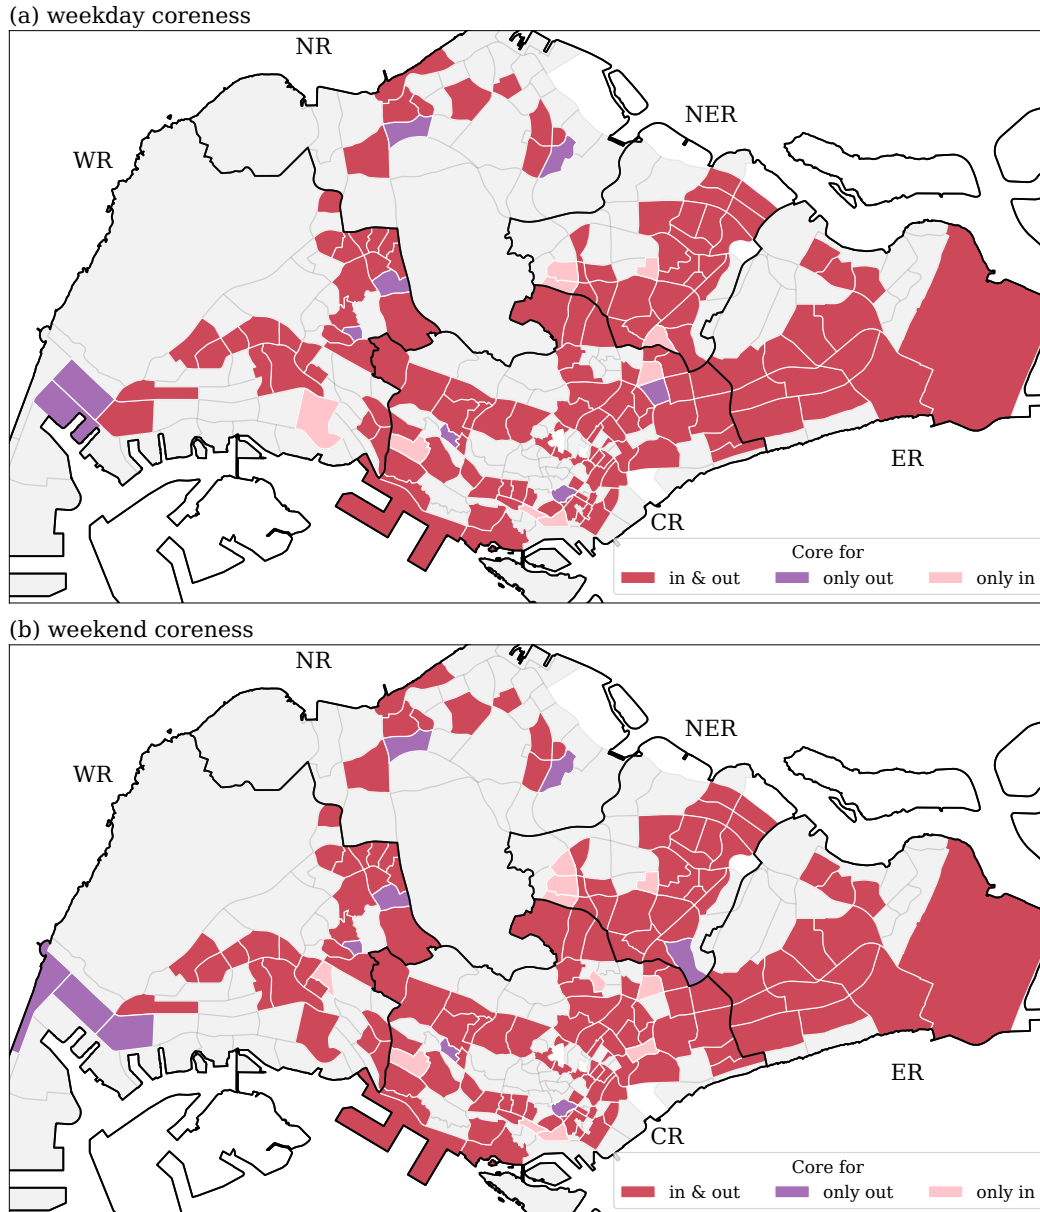 (a) weekday coreness
NR
NER
WR
ER
CR
Core for
in & out
only out
only in
(b) weekend coreness
NR
NER
WR
ER
CR
Core for
in & out
only out
only in